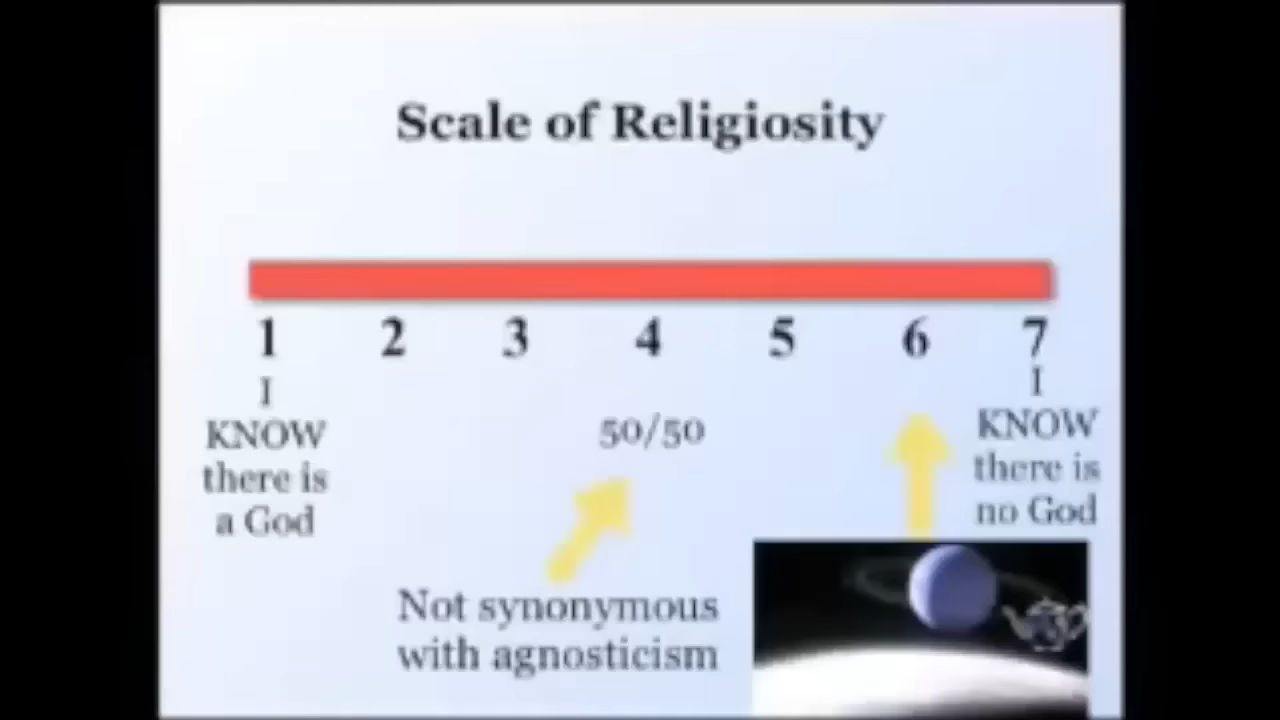 Scale of Religiosity
1 2 3 4 5 6 7
I
KNOW
there is
a God
50/50
I
KNOW
there is
no God
Not synonymous
with agnosticism